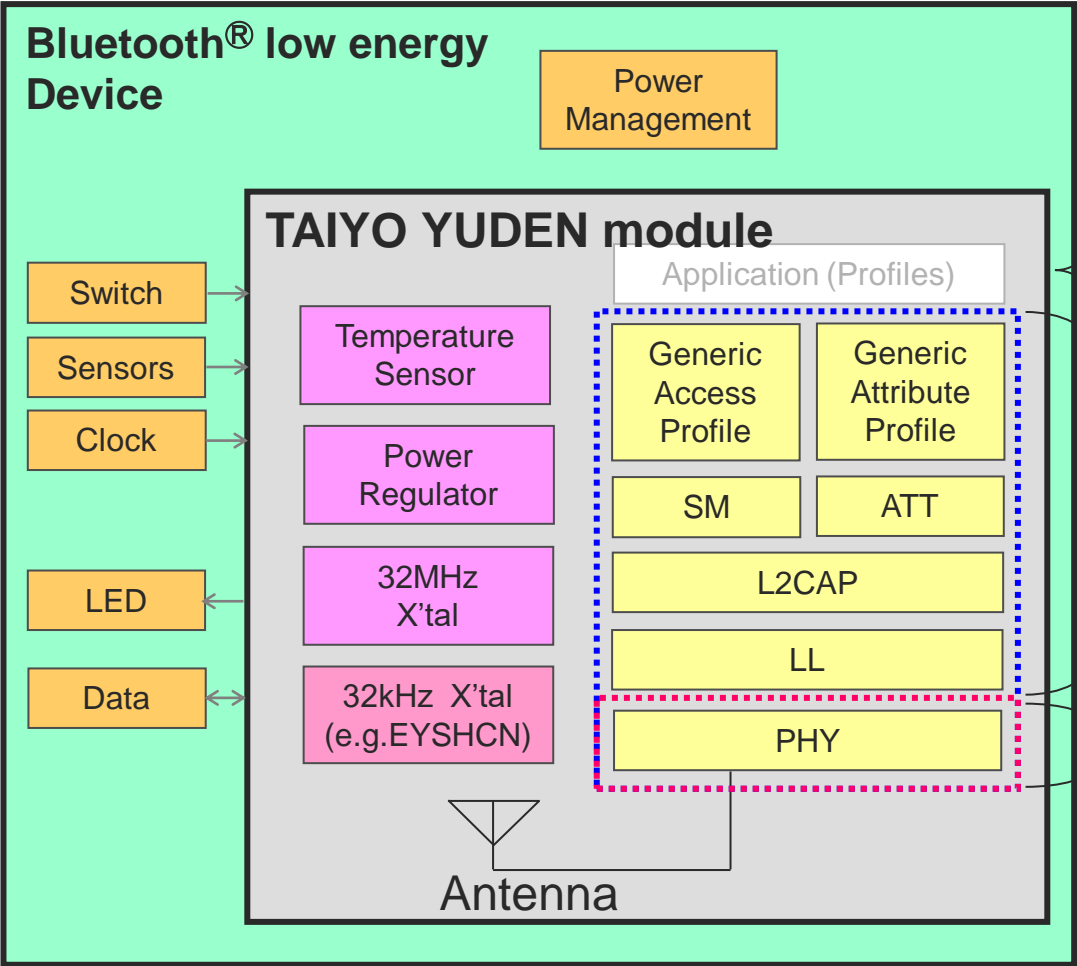 Bluetooth® low energy
Device
Power
Management
TAIYO YUDEN module
Application (Profiles)
Switch
Sensors
Clock
LED
Data
Temperature
Sensor
Power
Regulator
32MHz
X'tal
32kHz X'tal
(e.g.EYSHCN)
Generic
Access
Profile
Generic
Attribute
Profile
SM
ATT
L2CAP
LL
PHY
Antenna